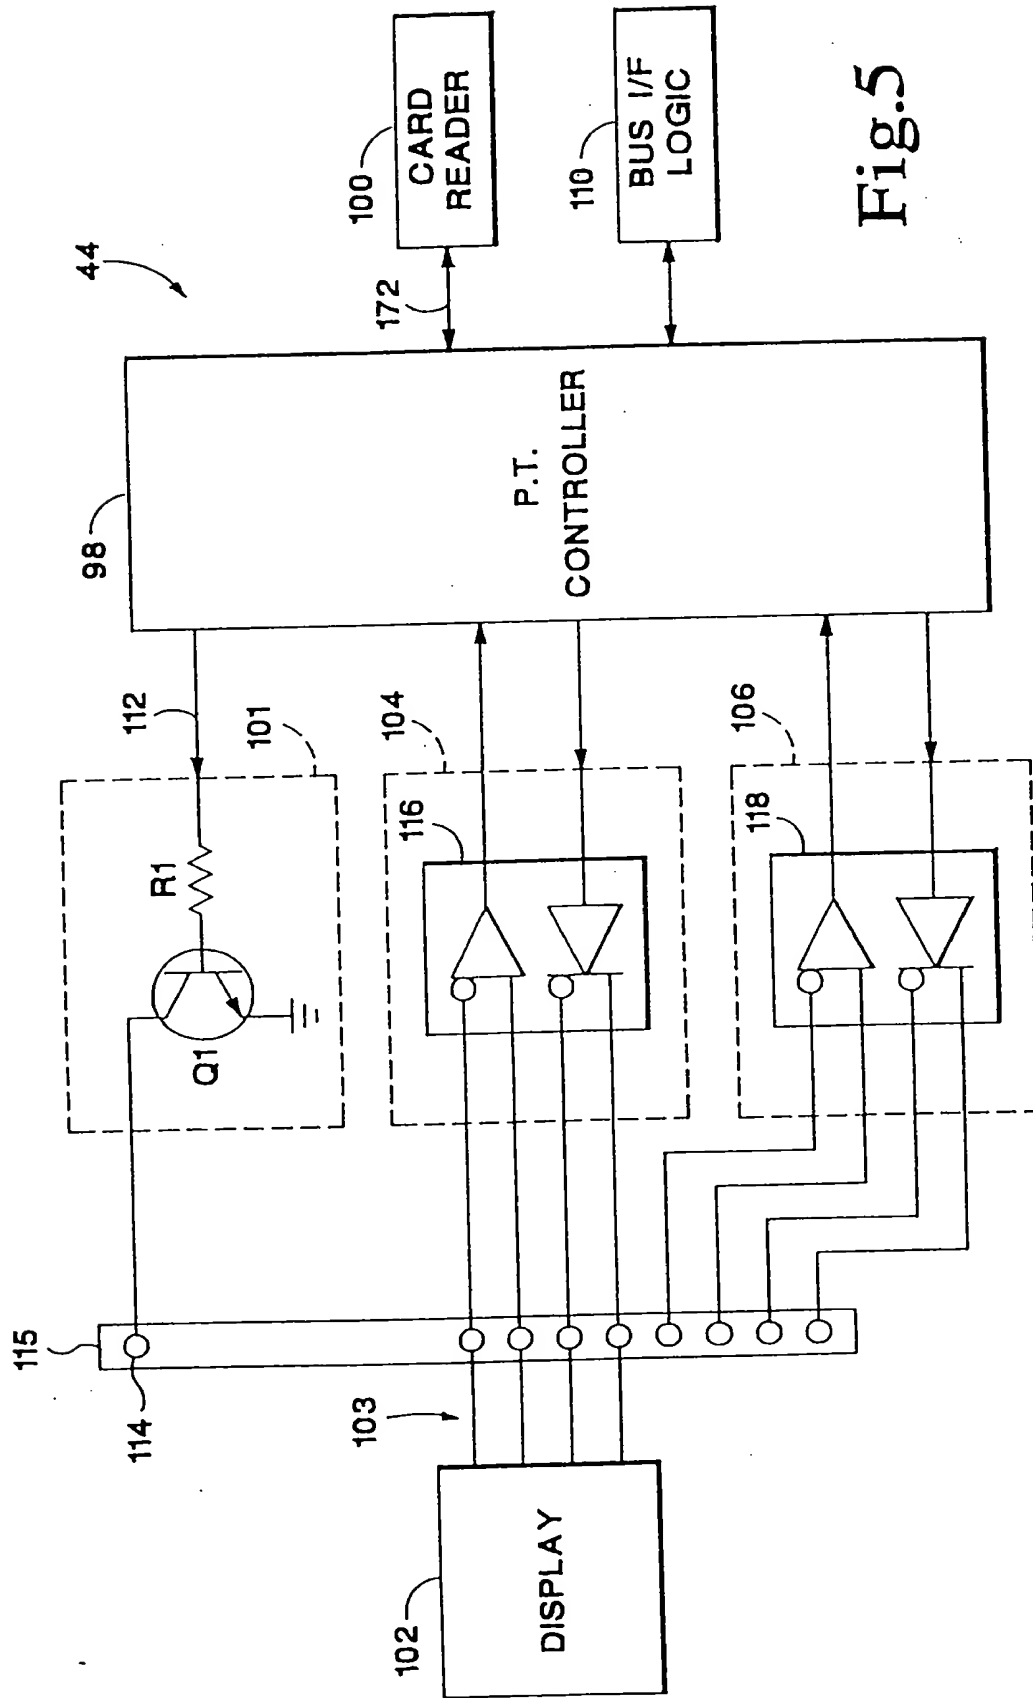 44
98
P.T.
CONTROLLER
172
100
CARD
READER
110
BUS I/F
LOGIC
112
101
R1
Q1
104
116
106
118
115
114
103
102
DISPLAY
Fig.5